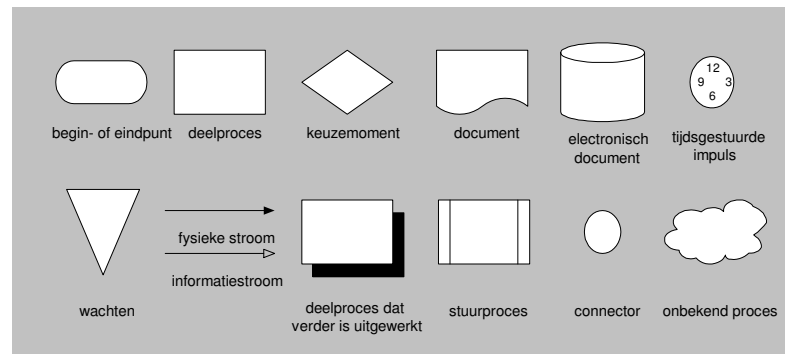 12
9 3
6
begin- of eindpunt deelproces keuzemoment document electronisch document tijdsgestuurde impuls
fysieke stroom
informatiestroom
wachten deelproces dat verder is uitgewerkt stuurproces connector onbekend proces